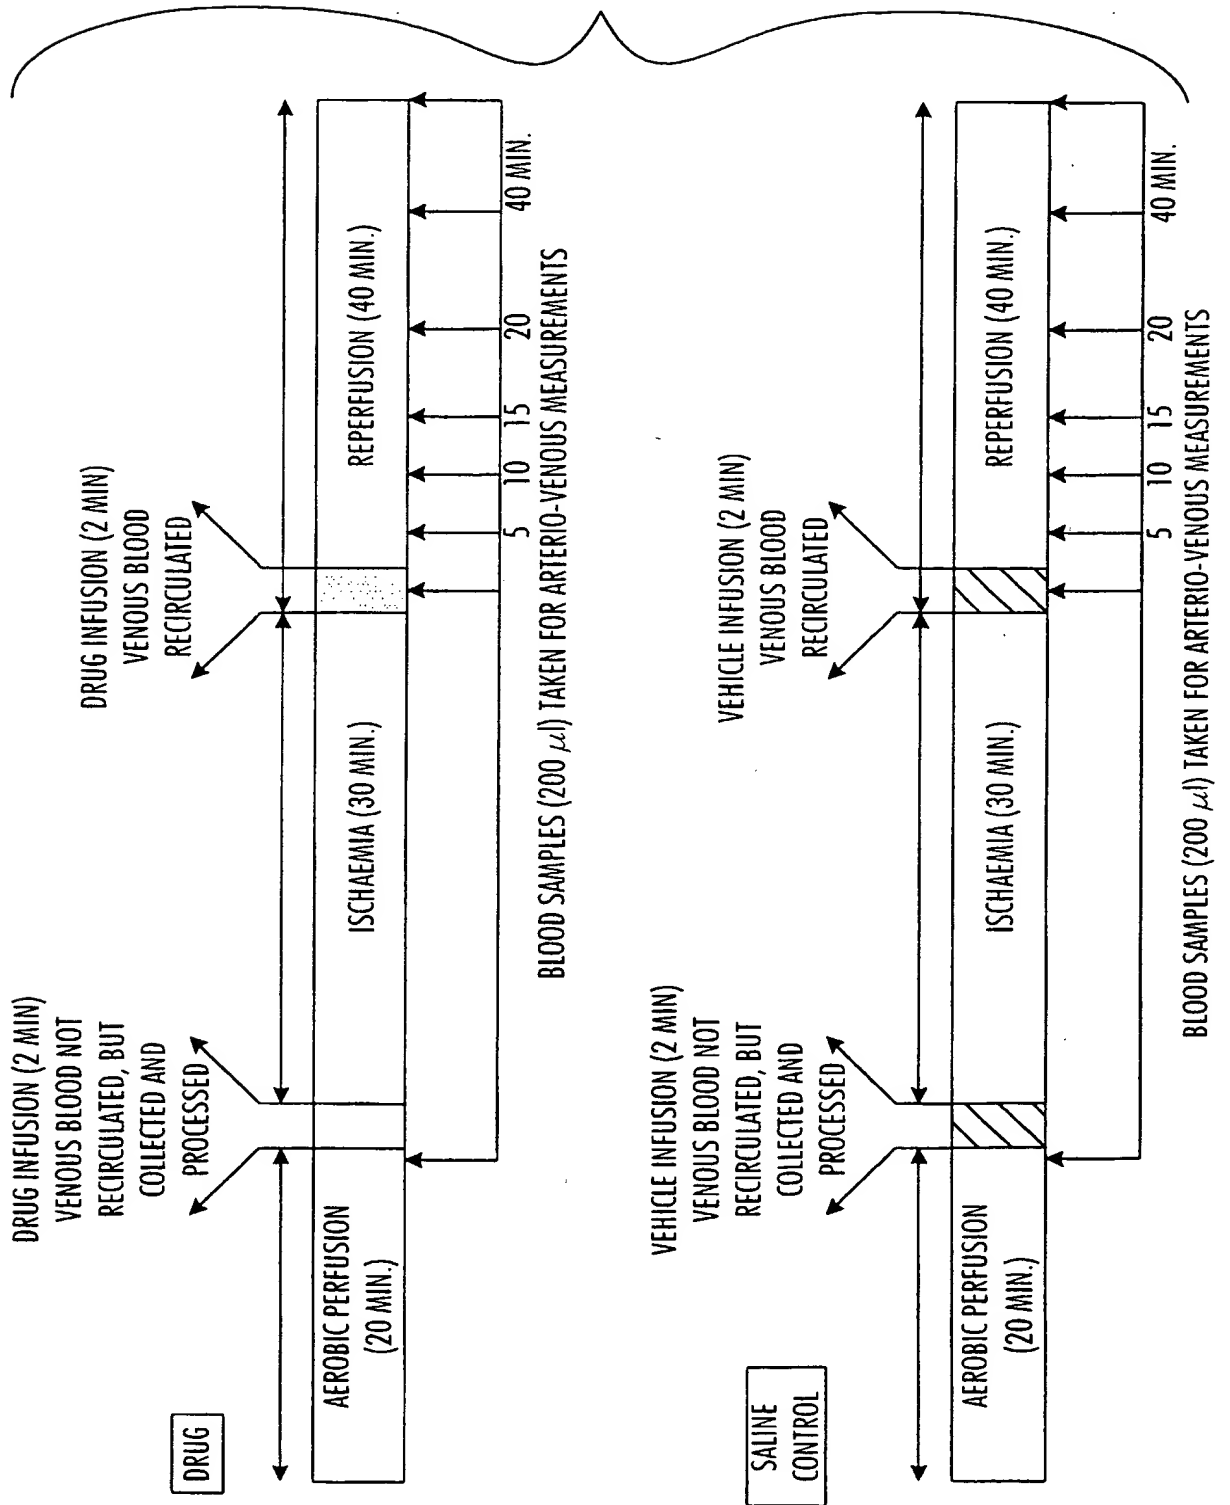 DRUG
DRUG INFUSION (2 MIN)
VENOUS BLOOD NOT
RECIRCULATED, BUT
COLLECTED AND
PROCESSED
DRUG INFUSION (2 MIN)
VENOUS BLOOD
RECIRCULATED
AEROBIC PERFUSION
(20 MIN.)
ISCHAEMIA (30 MIN.)
REPERFUSION (40 MIN.)
5 10 15 20 40 MIN.
BLOOD SAMPLES (200 μl) TAKEN FOR ARTERIO-VENOUS MEASUREMENTS
SALINE
CONTROL
VEHICLE INFUSION (2 MIN)
VENOUS BLOOD NOT
RECIRCULATED, BUT
COLLECTED AND
PROCESSED
VEHICLE INFUSION (2 MIN)
VENOUS BLOOD
RECIRCULATED
AEROBIC PERFUSION
(20 MIN.)
ISCHAEMIA (30 MIN.)
REPERFUSION (40 MIN.)
5 10 15 20 40 MIN.
BLOOD SAMPLES (200 μl) TAKEN FOR ARTERIO-VENOUS MEASUREMENTS